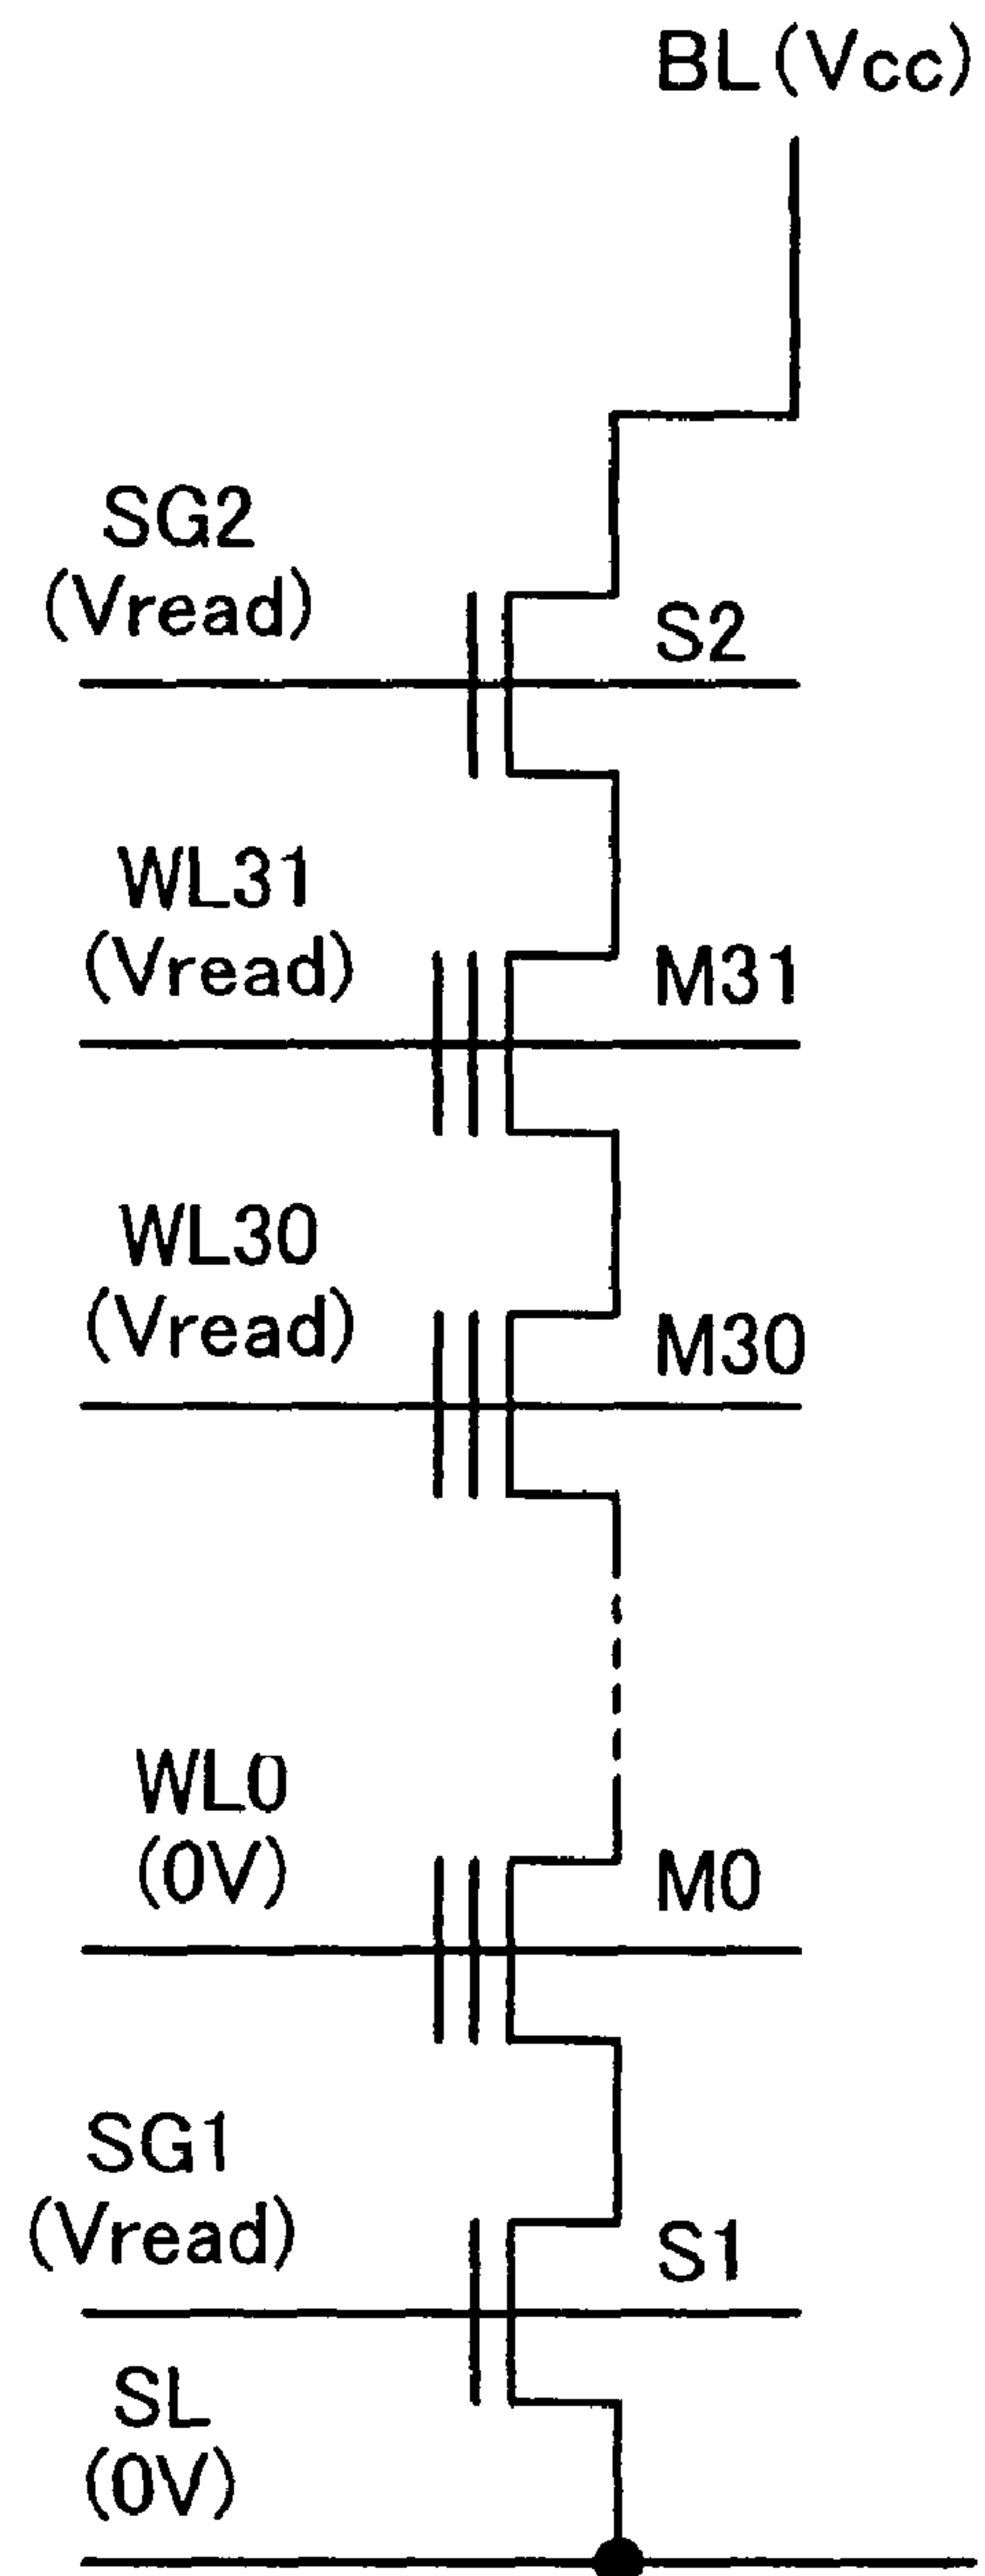 BL(Vcc)
SG2
(Vread)
S2
WL31
(Vread)
M31
WL30
(Vread)
M30
WL0
(0V)
M0
SG1
(Vread)
S1
SL
(0V)